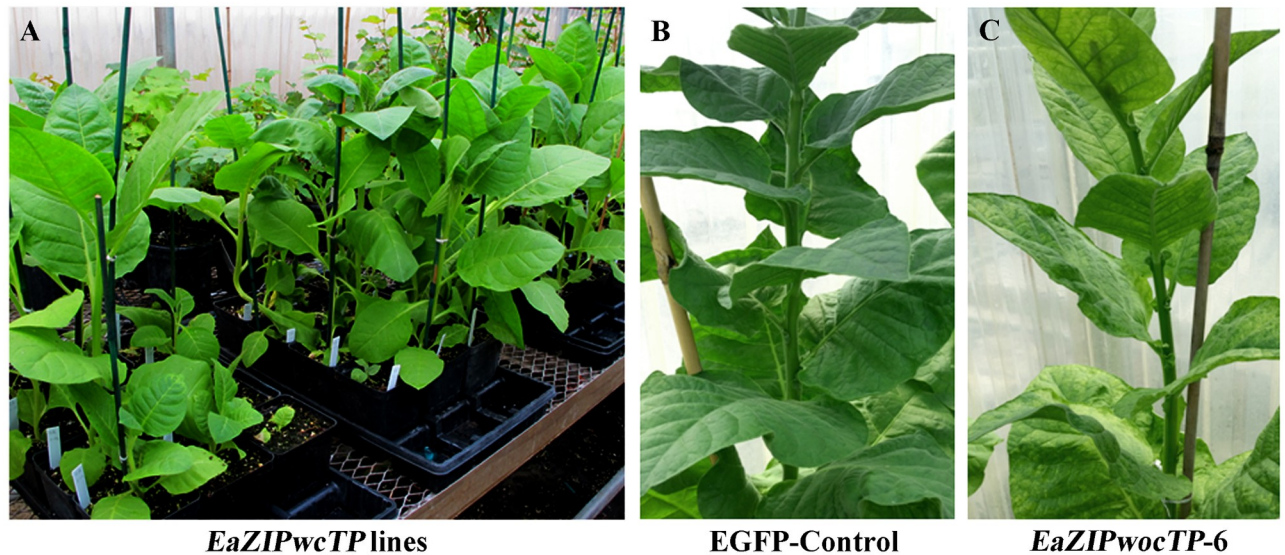 A
B
C
EaZIPwcTP lines
EGFP-Control
EaZIPwocTP-6